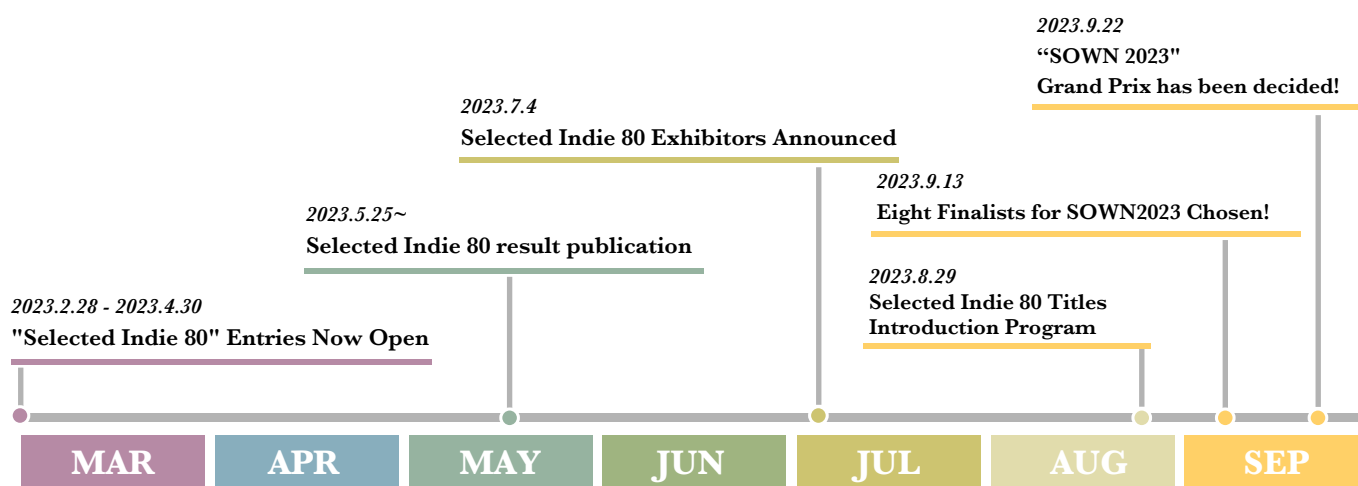 2023.9.22
“SOWN 2023"
Grand Prix has been decided!
2023.7.4
Selected Indie 80 Exhibitors Announced
2023.9.13
Eight Finalists for SOWN2023 Chosen!
2023.5.25~
Selected Indie 80 result publication
2023.8.29
Selected Indie 80 Titles
Introduction Program
2023.2.28 - 2023.4.30
"Selected Indie 80" Entries Now Open
MAR
APR
MAY
JUN
JUL
AUG
SEP